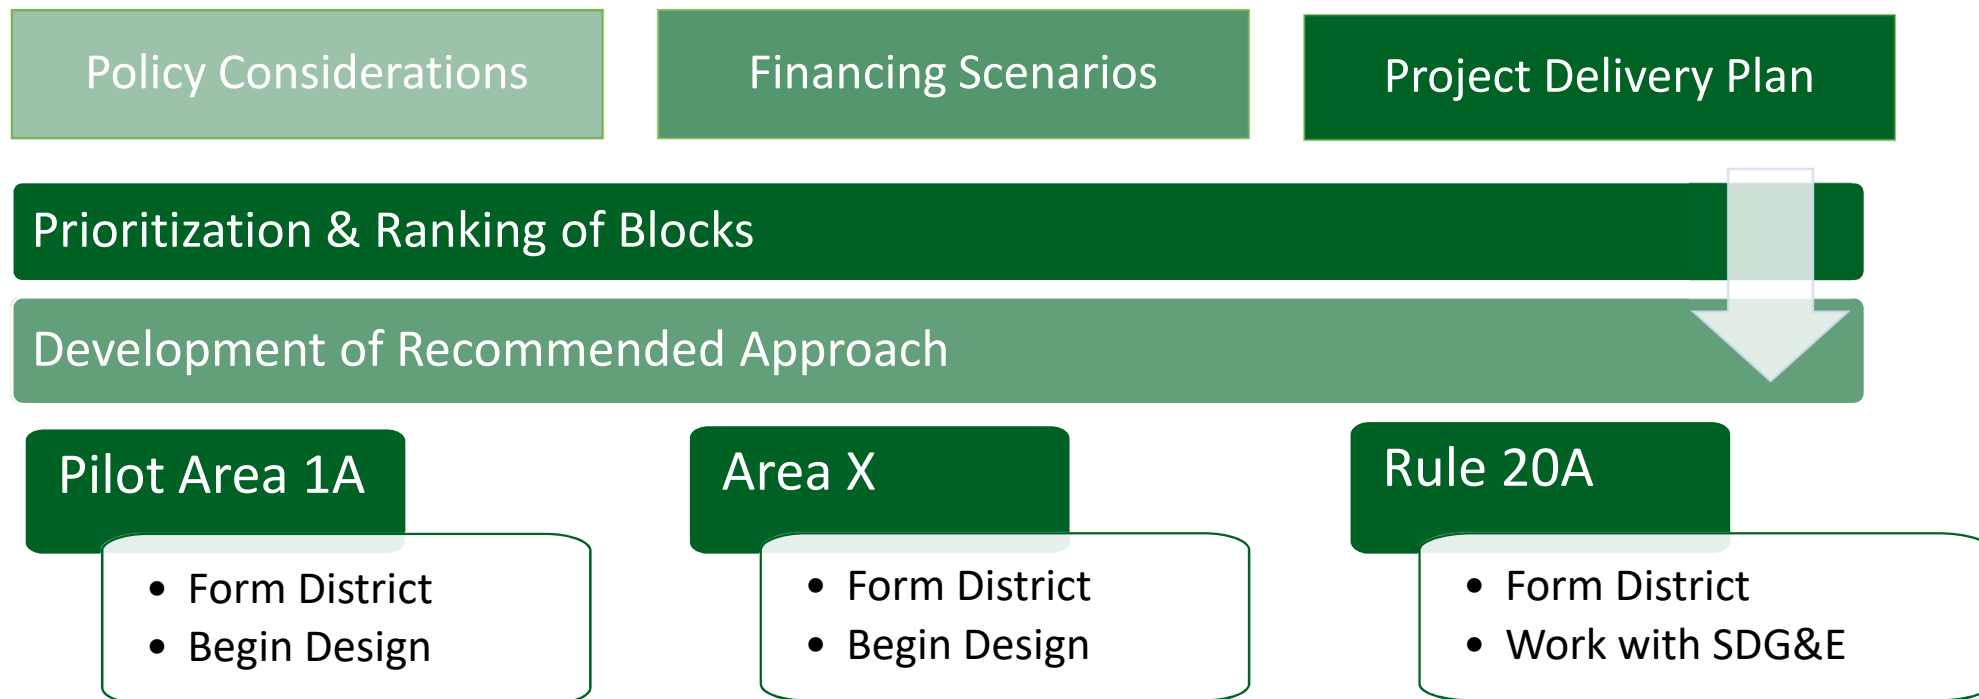 Policy Considerations
Financing Scenarios
Project Delivery Plan
Prioritization & Ranking of Blocks
Development of Recommended Approach
Pilot Area 1A
• Form District
• Begin Design
Area X
• Form District
• Begin Design
Rule 20A
• Form District
• Work with SDG&E